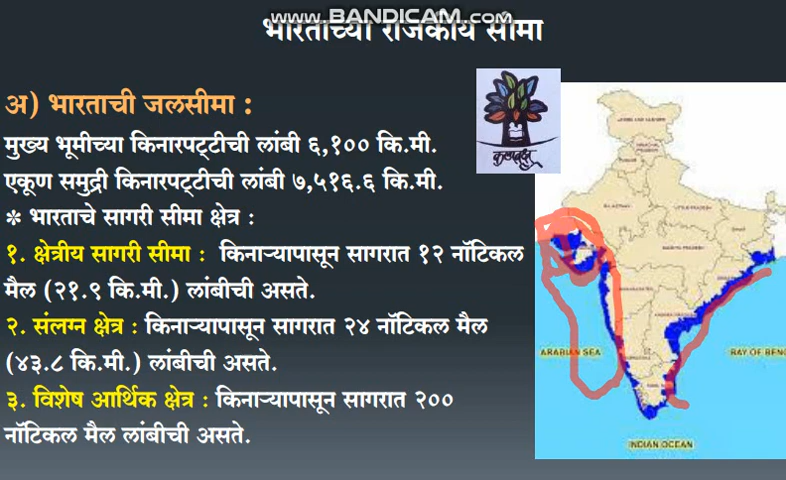 www.BANDICAM.com
भारताच्या राजकीय सीमा
अ) भारताची जलसीमा :
मुख्य भूमीच्या किनारपट्टीची लांबी ६,१०० कि.मी.
एकूण समुद्री किनारपट्टीची लांबी ७,५१६.६ कि.मी.
* भारताचे सागरी सीमा क्षेत्र :
१. क्षेत्रीय सागरी सीमा : किनाऱ्यापासून सागरात १२ नॉटिकल
मैल (२१.९ कि.मी.) लांबीची असते.
२. संलग्न क्षेत्र : किनाऱ्यापासून सागरात २४ नॉटिकल मैल
(४३.८ कि.मी.) लांबीची असते.
३. विशेष आर्थिक क्षेत्र : किनाऱ्यापासून सागरात २००
नॉटिकल मैल लांबीची असते.
ARABIAN SEA
BAY OF BENG
INDIAN OCEAN